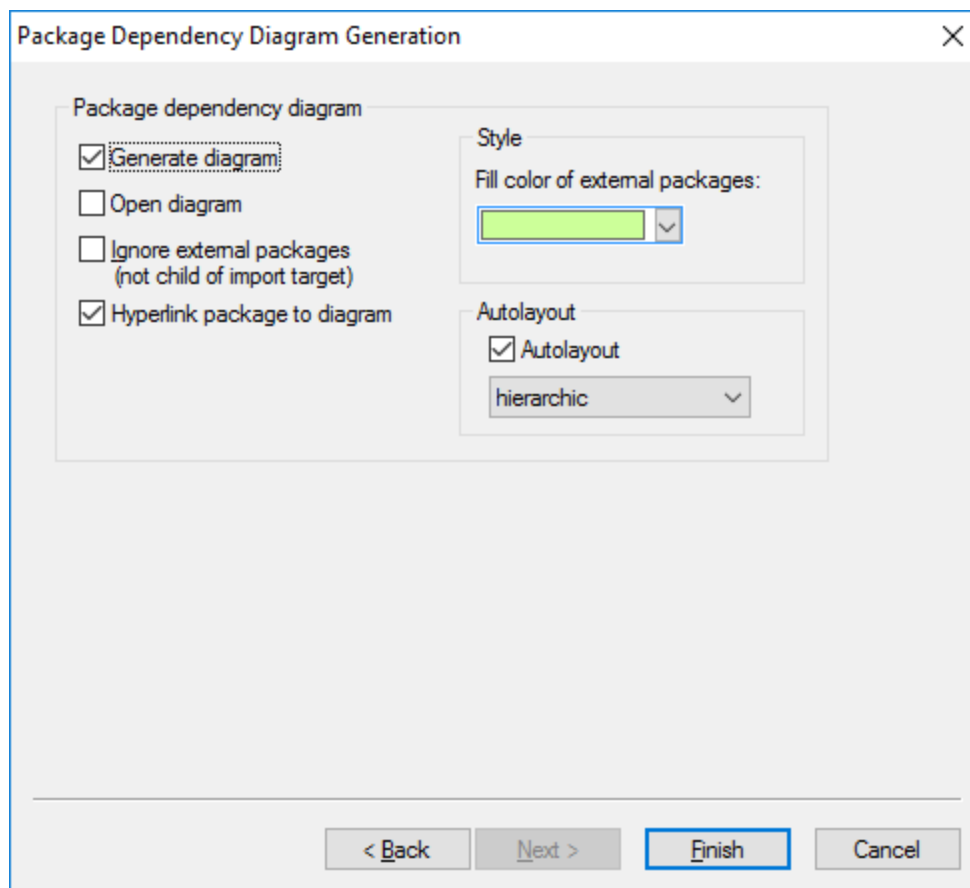 Package Dependency Diagram Generation
Package dependency diagram
Generate diagram
Open diagram
Ignore external packages
(not child of import target)
Hyperlink package to diagram
Style
Fill color of external packages:
Autolayout
Autolayout
hierarchic
< Back
Next >
Finish
Cancel